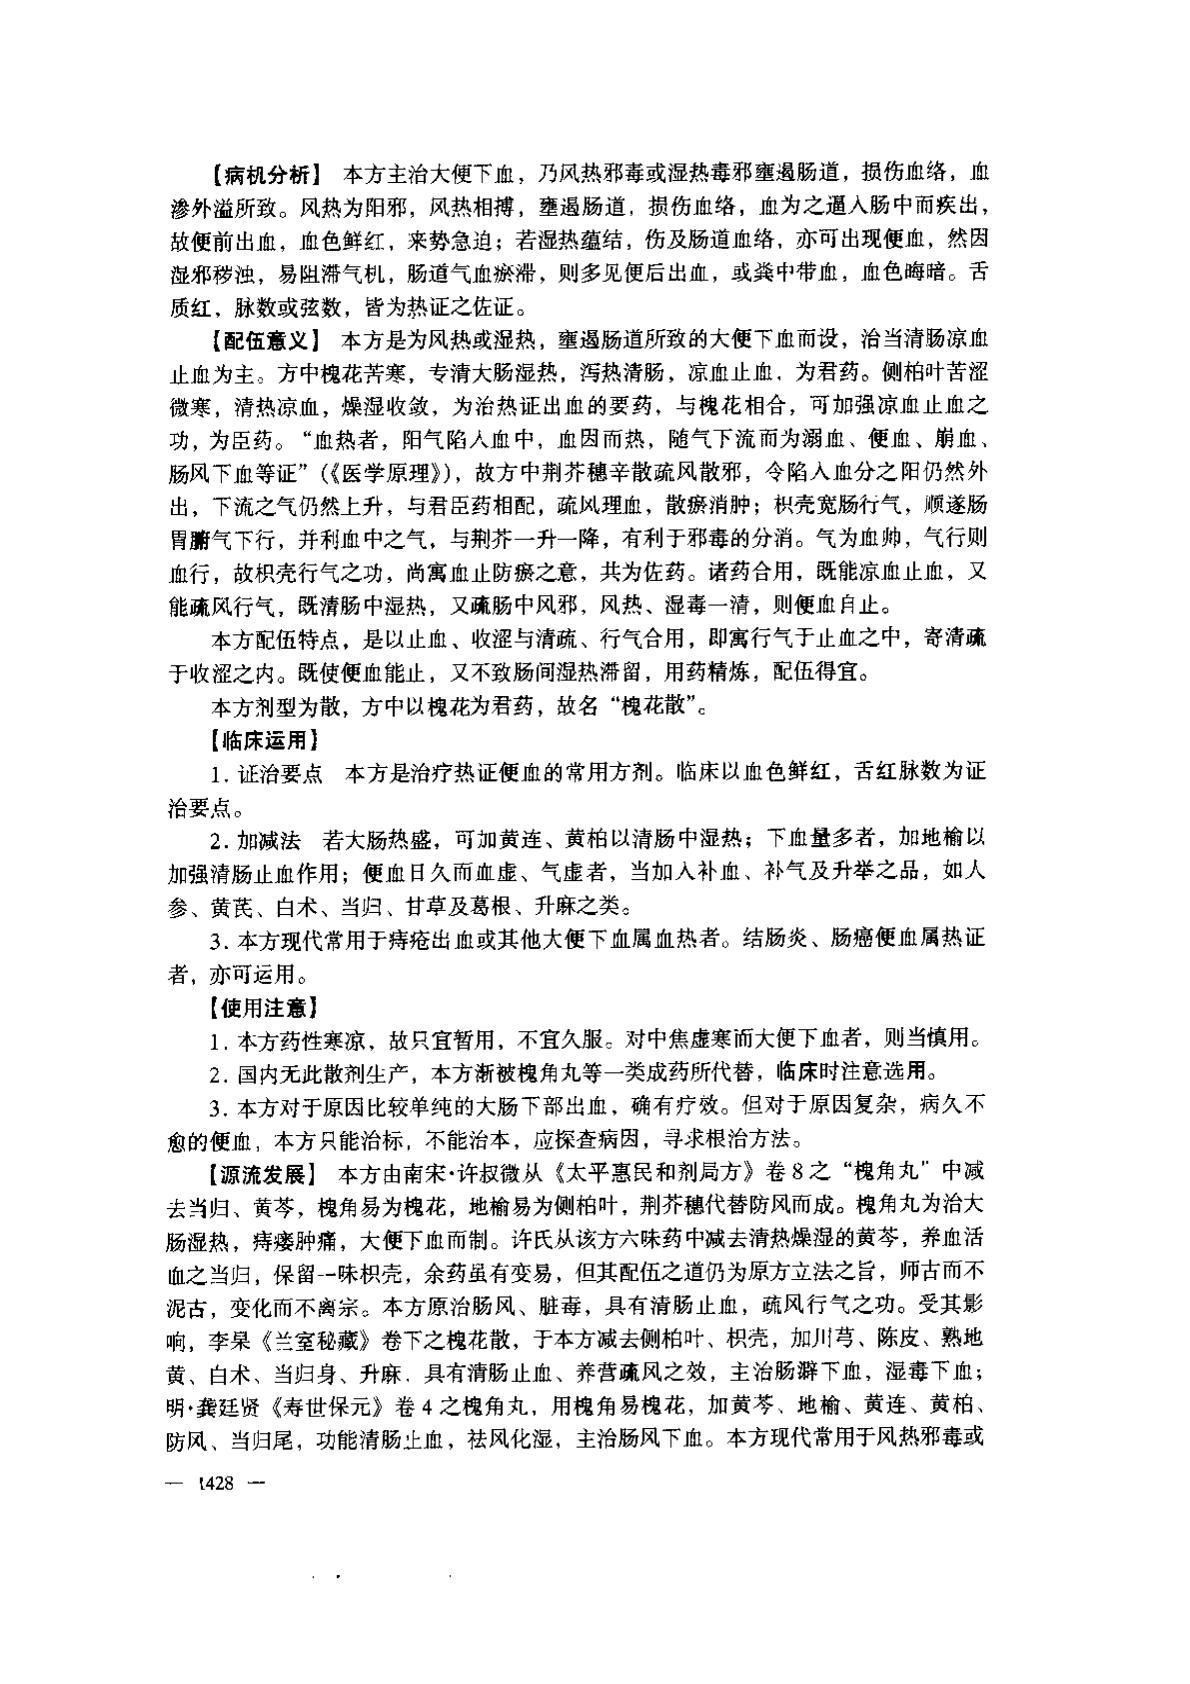 【病机分析】 本方主治大便下血，乃风热邪毒或湿热毒邪壅遏肠道，损伤血络，血
渗外溢所致。风热为阳邪，风热相搏，壅遏肠道，损伤血络，血为之逼入肠中而疾出，
故便前出血，血色鲜红，来势急迫；若湿热蕴结，伤及肠道血络，亦可出现便血，然因
湿邪秽浊，易阻滞气机，肠道气血瘀滞，则多见便后出血，或粪中带血，血色晦暗。舌
质红，脉数或弦数，皆为热证之佐证。
【配伍意义】 本方是为风热或湿热，壅遏肠道所致的大便下血而设，治当清肠凉血
止血为主。方中槐花苦寒，专清大肠湿热，泻热清肠，凉血止血，为君药。侧柏叶苦涩
微寒，清热凉血，燥湿收敛，为治热证出血的要药，与槐花相合，可加强凉血止血之
功，为臣药。“血热者，阳气陷入血中，血因而热，随气下流而为溺血、便血、崩血、
肠风下血等证”（《医学原理》），故方中荆芥穗辛散疏风散邪，令陷入血分之阳仍然外
出，下流之气仍然上升，与君臣药相配，疏风理血，散瘀消肿；枳壳宽肠行气，顺遂肠
胃腑气下行，并利血中之气，与荆芥一升一降，有利于邪毒的分消。气为血帅，气行则
血行，故枳壳行气之功，尚寓血止防瘀之意，共为佐药。诸药合用，既能凉血止血，又
能疏风行气，既清肠中湿热，又疏肠中风邪，风热、湿毒一清，则便血自止。
本方配伍特点，是以止血、收涩与清疏、行气合用，即寓行气于止血之中，寄清疏
于收涩之内。既使便血能止，又不致肠间湿热滞留，用药精炼，配伍得宜。
本方剂型为散，方中以槐花为君药，故名“槐花散”。
【临床运用】
1. 证治要点 本方是治疗热证便血的常用方剂。临床以血色鲜红，舌红脉数为证
治要点。
2. 加减法 若大肠热盛，可加黄连、黄柏以清肠中湿热；下血量多者，加地榆以
加强清肠止血作用；便血日久而血虚、气虚者，当加入补血、补气及升举之品，如人
参、黄芪、白术、当归、甘草及葛根、升麻之类。
3. 本方现代常用于痔疮出血或其他大便下血属血热者。结肠炎、肠癌便血属热证
者，亦可运用。
【使用注意】
1. 本方药性寒凉，故只宜暂用，不宜久服。对中焦虚寒而大便下血者，则当慎用。
2. 国内无此散剂生产，本方渐被槐角丸等一类成药所代替，临床时注意选用。
3. 本方对于原因比较单纯的大肠下部出血，确有疗效。但对于原因复杂，病久不
愈的便血，本方只能治标，不能治本，应探查病因，寻求根治方法。
【源流发展】 本方由南宋·许叔微从《太平惠民和剂局方》卷8之“槐角丸”中减
去当归、黄芩，槐角易为槐花，地榆易为侧柏叶，荆芥穗代替防风而成。槐角丸为治大
肠湿热，痔瘘肿痛，大便下血而制。许氏从该方六味药中减去清热燥湿的黄芩，养血活
血之当归，保留一味枳壳，余药虽有变易，但其配伍之道仍为原方立法之旨，师古而不
泥古，变化而不离宗。本方原治肠风、脏毒，具有清肠止血，疏风行气之功。受其影
响，李杲《兰室秘藏》卷下之槐花散，于本方减去侧柏叶、枳壳，加川芎、陈皮、熟地
黄、白术、当归身、升麻，具有清肠止血、养营疏风之效，主治肠澼下血，湿毒下血；
明·龚廷贤《寿世保元》卷4之槐角丸，用槐角易槐花，加黄芩、地榆、黄连、黄柏、
防风、当归尾，功能清肠止血，祛风化湿，主治肠风下血。本方现代常用于风热邪毒或
— 1428 —